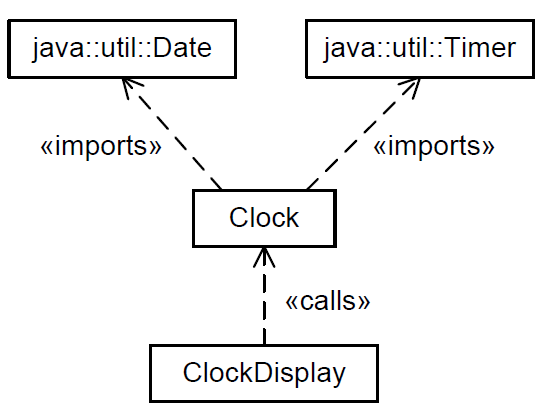 java::util::Date
java::util::Timer
«imports»
«imports»
Clock
«calls»
ClockDisplay